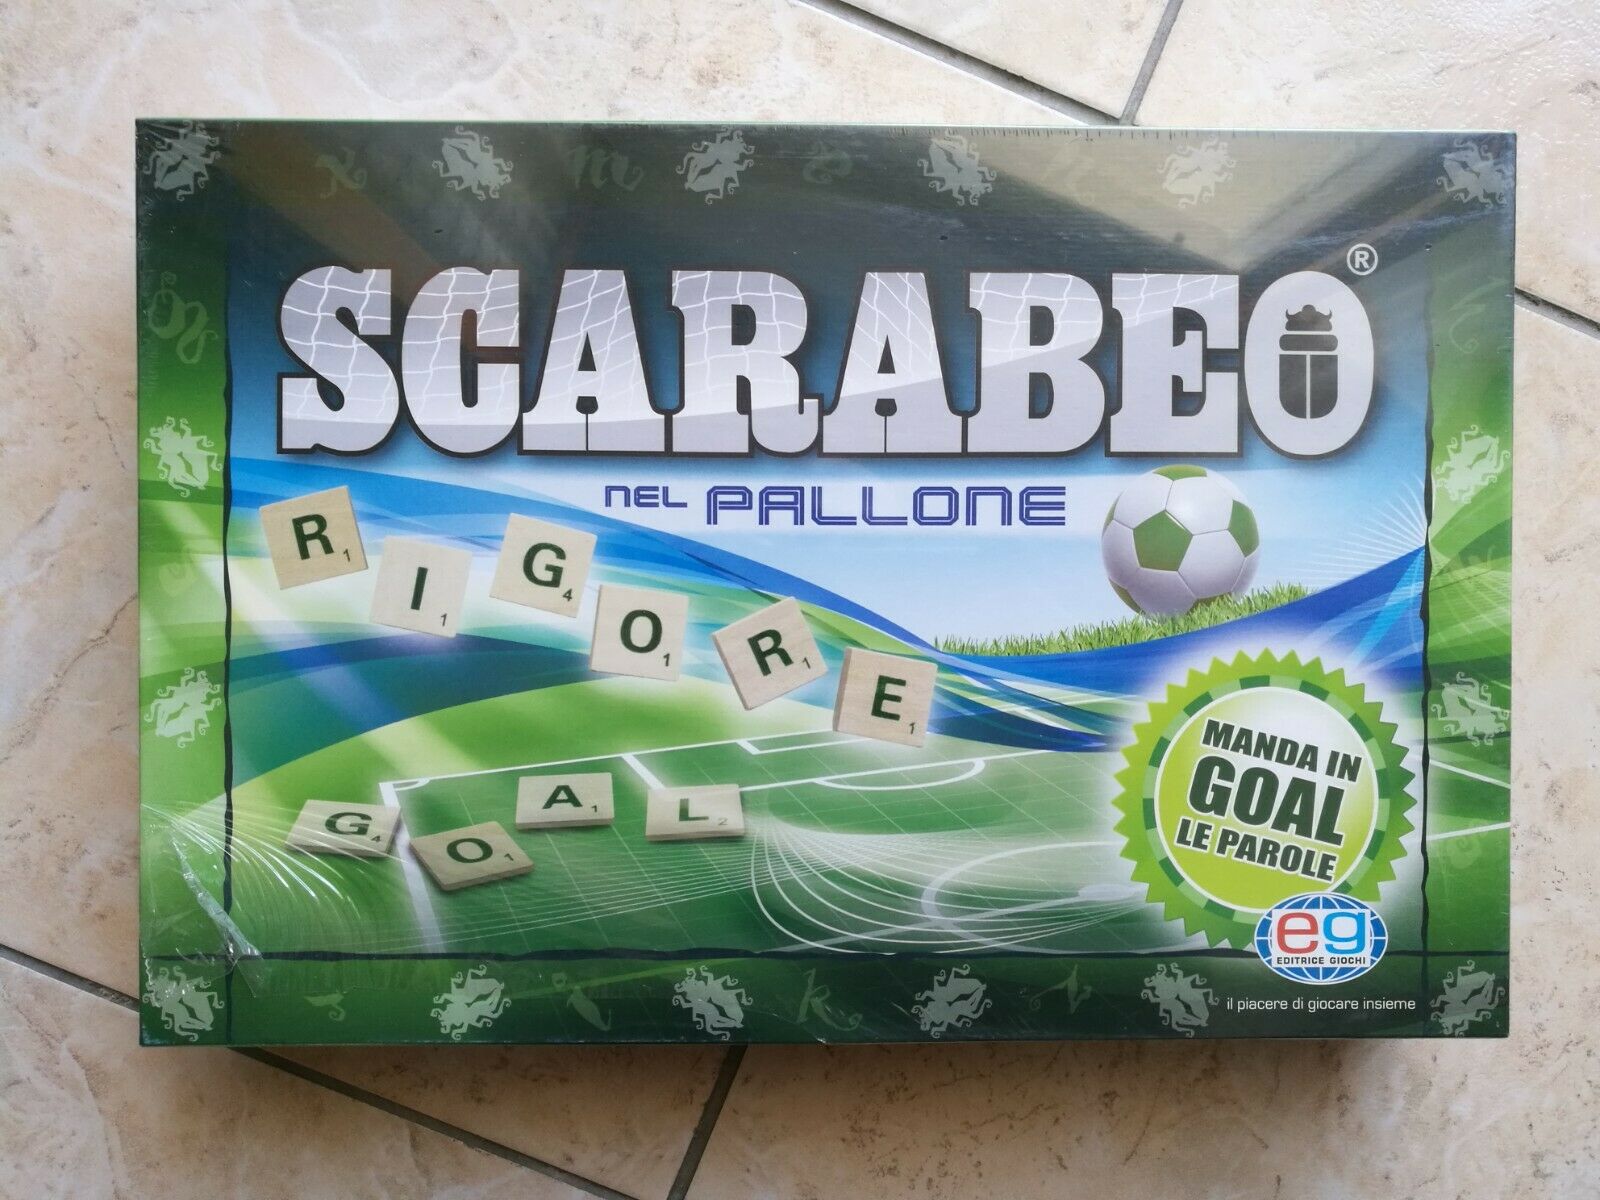 SCARABEO®
NEL PALLONE
R1 I1 G4 O1 R1 E1
G4 O1 A1 L2
MANDA IN
GOAL
LE PAROLE
eg
EDITRICE GIOCHI
il piacere di giocare insieme